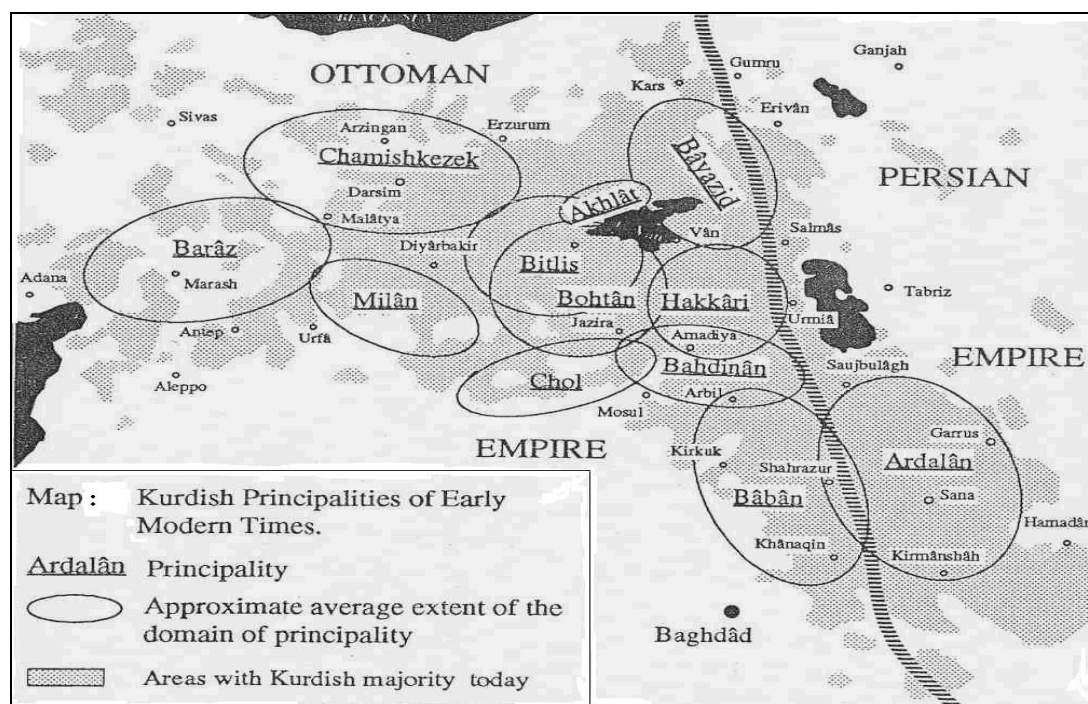 BLACK SEA
OTTOMAN
Ganjah
Gumru
Kars
Sivas
Erivân
Arzingan
Erzurum
Chamishkezek
Bâyazid
PERSIAN
Darsim
Akhlât
Malâtya
Vân
Salmâs
Diyârbakir
Barâz
Bitlis
Adana
Marash
Milân
Bohtân
Hakkâri
Tabriz
Urmiâ
Antep
Urfâ
Jazira
Amadiya
EMPIRE
Aleppo
Chol
Bahdinân
Saujbulâgh
Mosul
Arbil
EMPIRE
Kirkuk
Garrus
Shahrazur
Ardalân
Bâbân
Sana
Hamadân
Khânaqin
Kirmânshâh
Baghdâd
Map : Kurdish Principalities of Early
Modern Times.
Ardalân Principality
Approximate average extent of the
domain of principality
Areas with Kurdish majority today